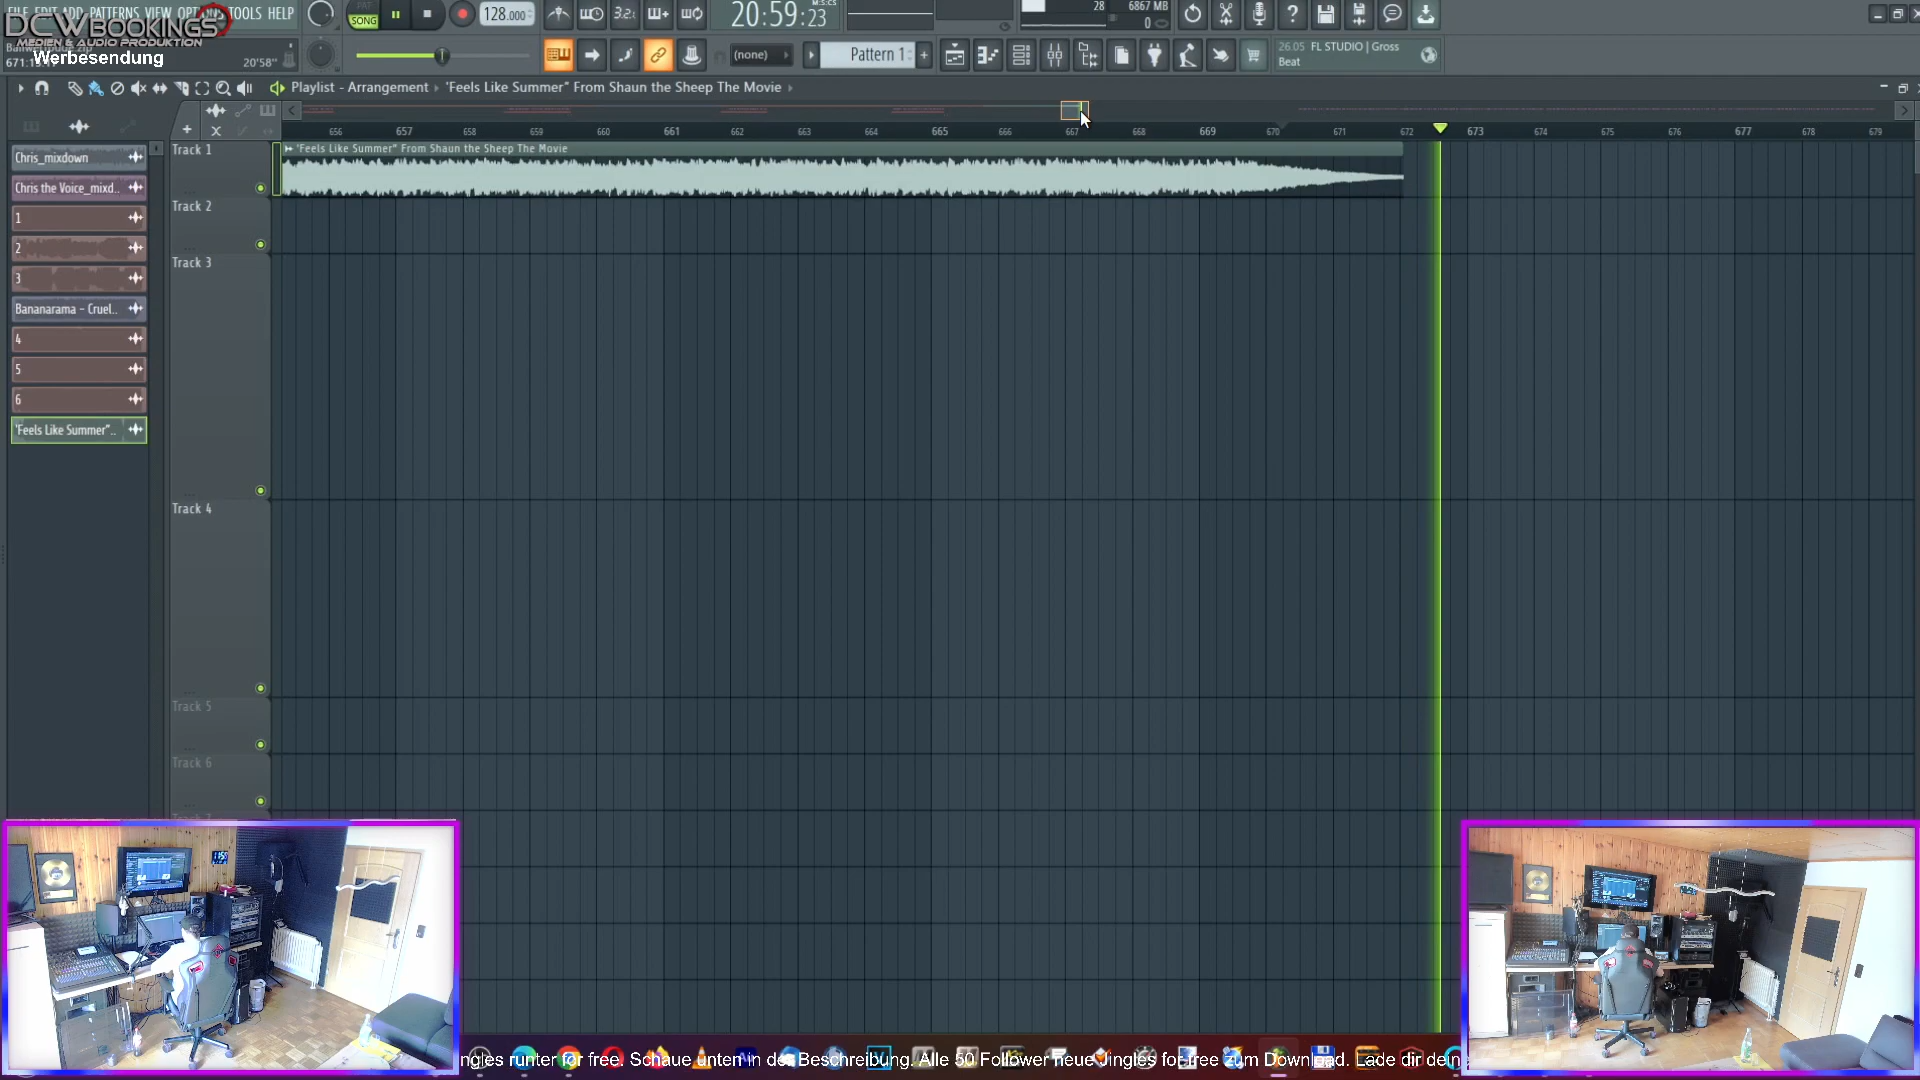 FILE EDIT ADD PATTERNS VIEW OPTIONS TOOLS HELP
DCWBOOKINGS
MEDIEN & AUDIO PRODUKTION
Werbesendung
20'58"
PAT
SONG
128.000
3.2.
20:59:23
M:S:CS
28
6867 MB
0
(none)
Pattern 1
26.05 FL STUDIO | Gross
Beat
Playlist - Arrangement 'Feels Like Summer" From Shaun the Sheep The Movie
656 657 658 659 660 661 662 663 664 665 666 667 668 669 670 671 672 673 674 675 676 677 678 679
Chris_mixdown
Chris the Voice_mixd..
1
2
3
Bananarama - Cruel..
4
5
6
'Feels Like Summer"..
Track 1
'Feels Like Summer" From Shaun the Sheep The Movie
Track 2
Track 3
Track 4
Track 5
Track 6
ngles runter for free. Schaue unten in der Beschreibung. Alle 50 Follower neue Jingles for free zum Download. Lade dir deine